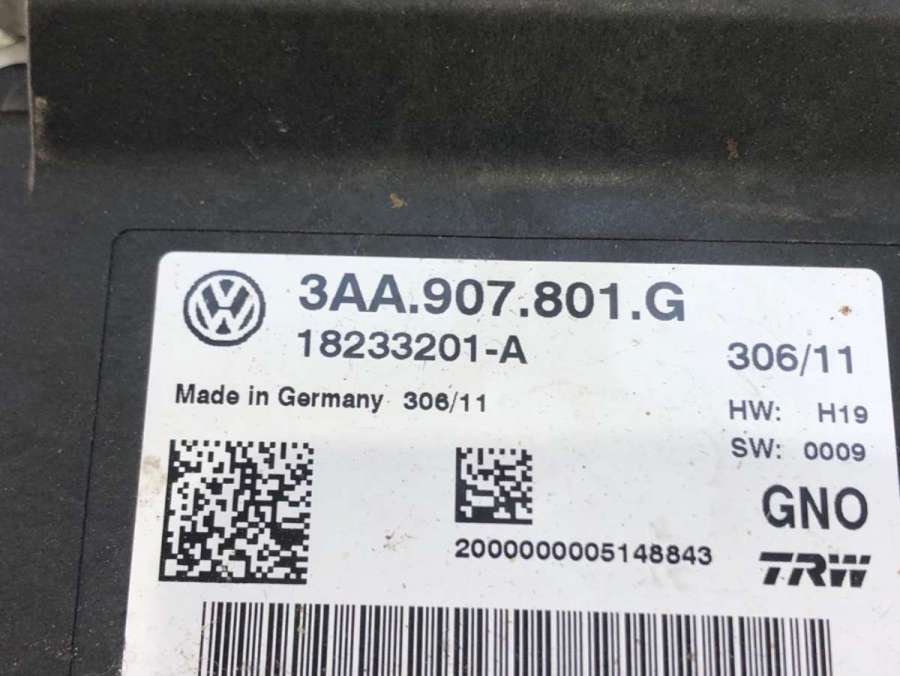 3AA.907.801.G
18233201-A
306/11
Made in Germany 306/11
HW: H19
SW: 0009
GNO
2000000005148843
TRW